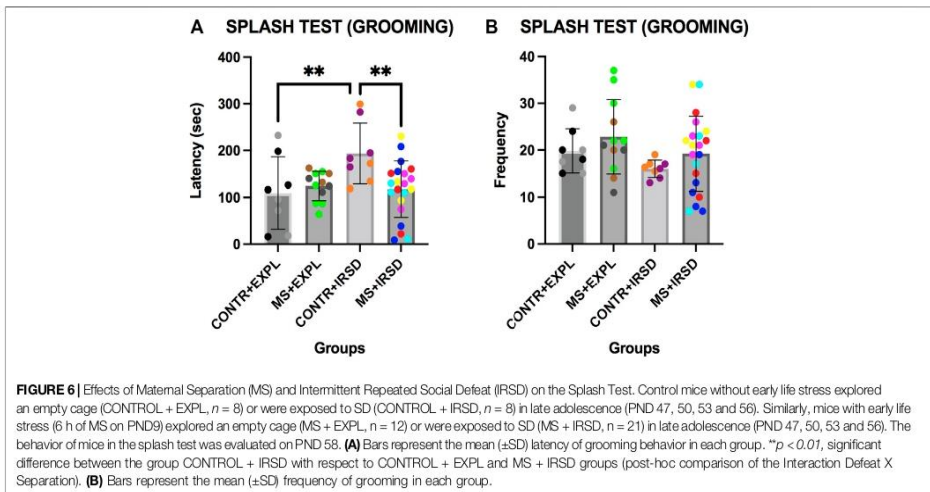 A SPLASH TEST (GROOMING)
B SPLASH TEST (GROOMING)
400
300
200
100
0
Latency (sec)
**
**
CONTR+EXPL
MS+EXPL
CONTR+IRSD
MS+IRSD
Groups
40
30
20
10
0
Frequency
CONTR+EXPL
MS+EXPL
CONTR+IRSD
MS+IRSD
Groups
FIGURE 6 | Effects of Maternal Separation (MS) and Intermittent Repeated Social Defeat (IRSD) on the Splash Test. Control mice without early life stress explored
an empty cage (CONTROL + EXPL, n = 8) or were exposed to SD (CONTROL + IRSD, n = 8) in late adolescence (PND 47, 50, 53 and 56). Similarly, mice with early life
stress (6 h of MS on PND9) explored an empty cage (MS + EXPL, n = 12) or were exposed to SD (MS + IRSD, n = 21) in late adolescence (PND 47, 50, 53 and 56). The
behavior of mice in the splash test was evaluated on PND 58. (A) Bars represent the mean (±SD) latency of grooming behavior in each group. **p < 0.01, significant
difference between the group CONTROL + IRSD with respect to CONTROL + EXPL and MS + IRSD groups (post-hoc comparison of the Interaction Defeat X
Separation). (B) Bars represent the mean (±SD) frequency of grooming in each group.